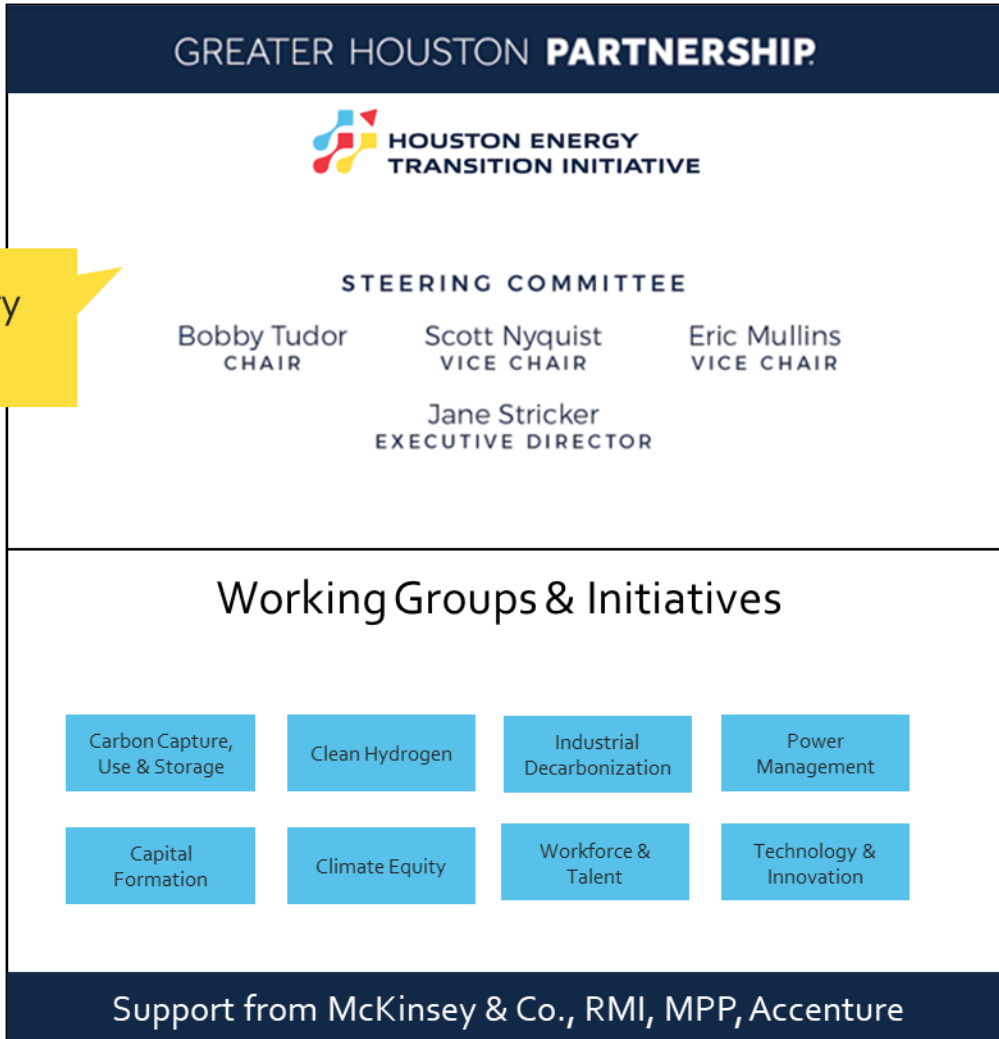 GREATER HOUSTON PARTNERSHIP.
HOUSTON ENERGY
TRANSITION INITIATIVE
STEERING COMMITTEE
Bobby Tudor
CHAIR
Scott Nyquist
VICE CHAIR
Eric Mullins
VICE CHAIR
Jane Stricker
EXECUTIVE DIRECTOR
Working Groups & Initiatives
Carbon Capture,
Use & Storage
Clean Hydrogen
Industrial
Decarbonization
Power
Management
Capital
Formation
Climate Equity
Workforce &
Talent
Technology &
Innovation
Support from McKinsey & Co., RMI, MPP, Accenture